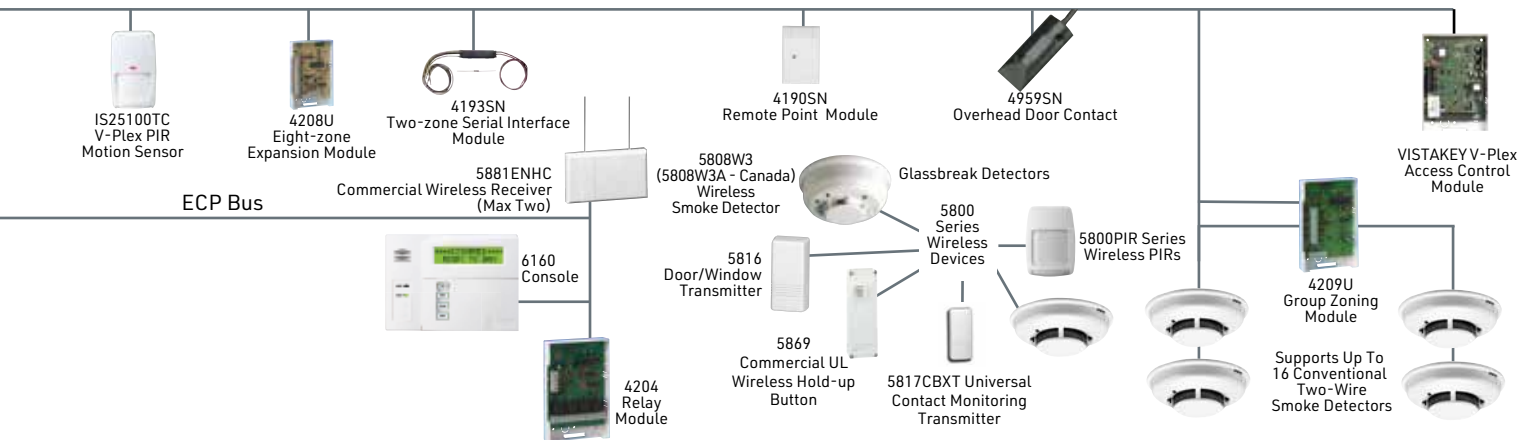 IS25100TC
V-Plex PIR
Motion Sensor
4208U
Eight-zone
Expansion Module
4193SN
Two-zone Serial Interface
Module
4190SN
Remote Point Module
4959SN
Overhead Door Contact
VISTAKEY V-Plex
Access Control
Module
5881ENHC
Commercial Wireless Receiver
(Max Two)
ECP Bus
5808W3
(5808W3A - Canada)
Wireless
Smoke Detector
Glassbreak Detectors
5800
Series
Wireless
Devices
5800PIR Series
Wireless PIRs
6160
Console
5816
Door/Window
Transmitter
4209U
Group Zoning
Module
5869
Commercial UL
Wireless Hold-up
Button
5817CBXT Universal
Contact Monitoring
Transmitter
4204
Relay
Module
Supports Up To
16 Conventional
Two-Wire
Smoke Detectors